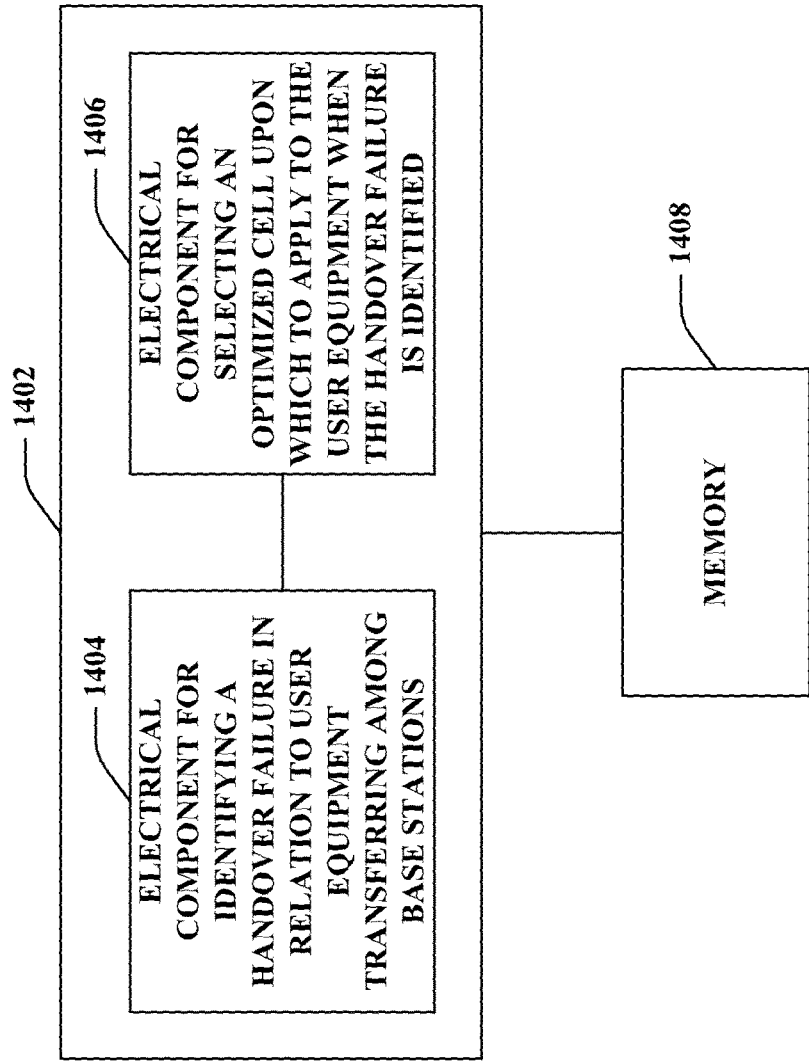 1402
1404
ELECTRICAL
COMPONENT FOR
IDENTIFYING A
HANDOVER FAILURE IN
RELATION TO USER
EQUIPMENT
TRANSFERRING AMONG
BASE STATIONS
1406
ELECTRICAL
COMPONENT FOR
SELECTING AN
OPTIMIZED CELL UPON
WHICH TO APPLY TO THE
USER EQUIPMENT WHEN
THE HANDOVER FAILURE
IS IDENTIFIED
1408
MEMORY